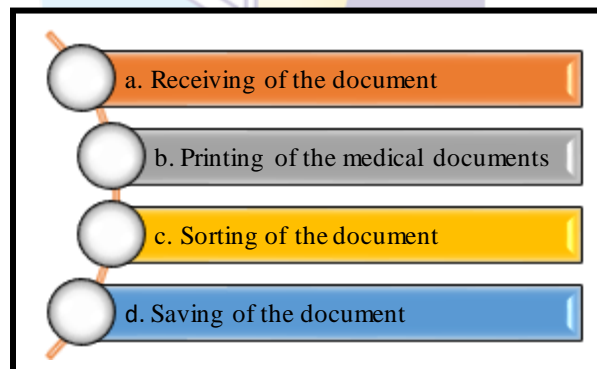 a. Receiving of the document
b. Printing of the medical documents
c. Sorting of the document
d. Saving of the document